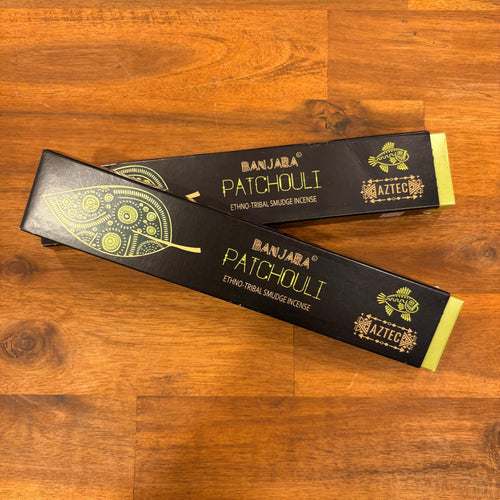 BANJARA©
PATCHOULI
ETHNO-TRIBAL SMUDGE INCENSE
AZTEC
BANJARA©
PATCHOULI
ETHNO-TRIBAL SMUDGE INCENSE
AZTEC